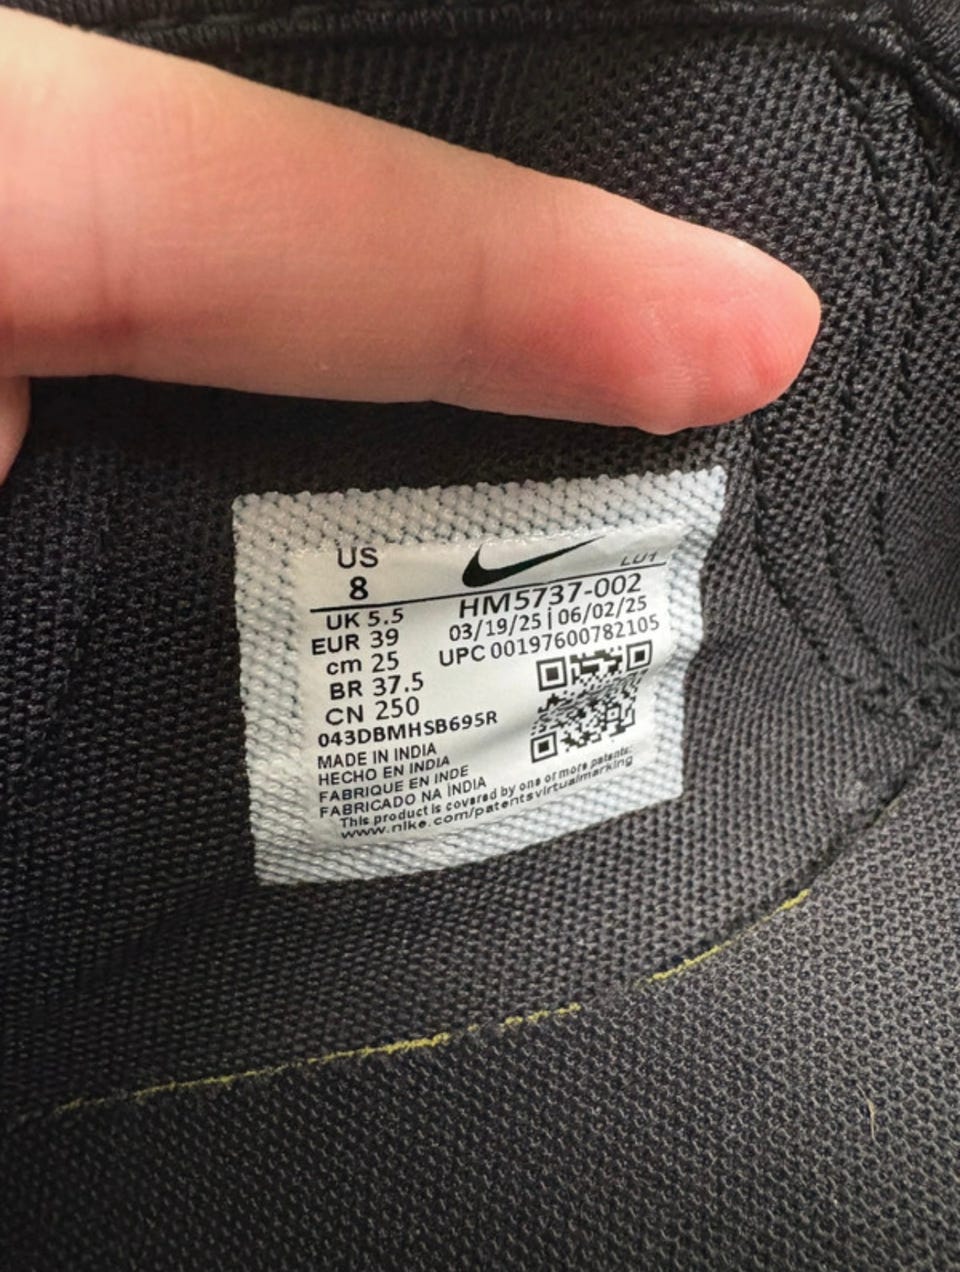 US
8
UK 5.5
EUR 39
cm 25
BR 37.5
CN 250
043DBMHSB695R
MADE IN INDIA
HECHO EN INDIA
FABRIQUE EN INDE
FABRICADO NA ÍNDIA
This product is covered by one or more patents:
www.nike.com/patentsvirtualmarking
LU1
HM5737-002
03/19/25 | 06/02/25
UPC 00197600782105